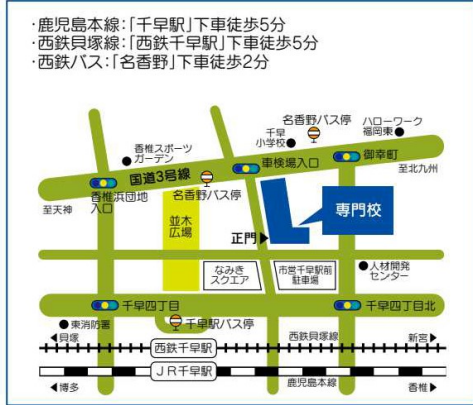 ・鹿児島本線:「千早駅」下車徒歩5分
・西鉄貝塚線:「西鉄千早駅」下車徒歩5分
・西鉄バス:「名香野」下車徒歩2分
名香野バス停
ハローワーク
福岡東
千早
小学校
香椎スポーツ
ガーデン
国道3号線
車検場入口
御幸町
至北九州
名香野バス停
香椎浜団地
入口
至天神
並木
広場
専門校
正門
なみき
スクエア
市営千早駅前
駐車場
人材開発
センター
千早四丁目
千早四丁目北
東消防署
千早駅バス停
貝塚
西鉄貝塚線
新宮
西鉄千早駅
JR千早駅
博多
鹿児島本線
香椎